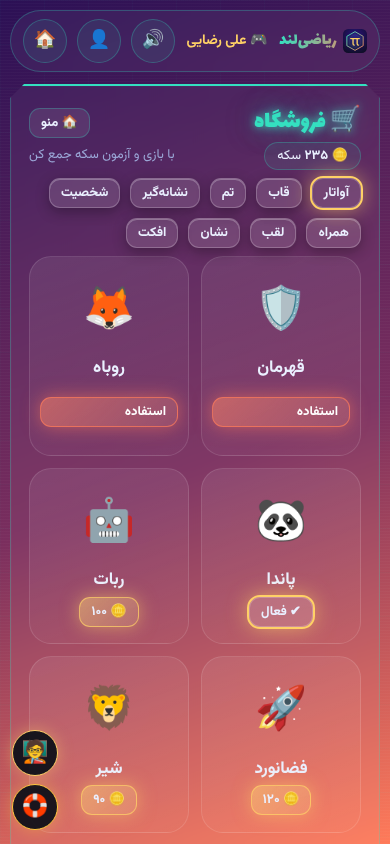 ریاضی‌لند 🎮 علی رضایی 🔊 👤 🏠
🛒 فروشگاه
🏠 منو
🪙 ۲۳۵ سکه
با بازی و آزمون سکه جمع کن
آواتار قاب تم نشانه‌گیر شخصیت
همراه لقب نشان افکت
قهرمان
استفاده
روباه
استفاده
پاندا
✔ فعال
ربات
🪙 ۱۰۰
فضانورد
🪙 ۱۲۰
شیر
🪙 ۹۰